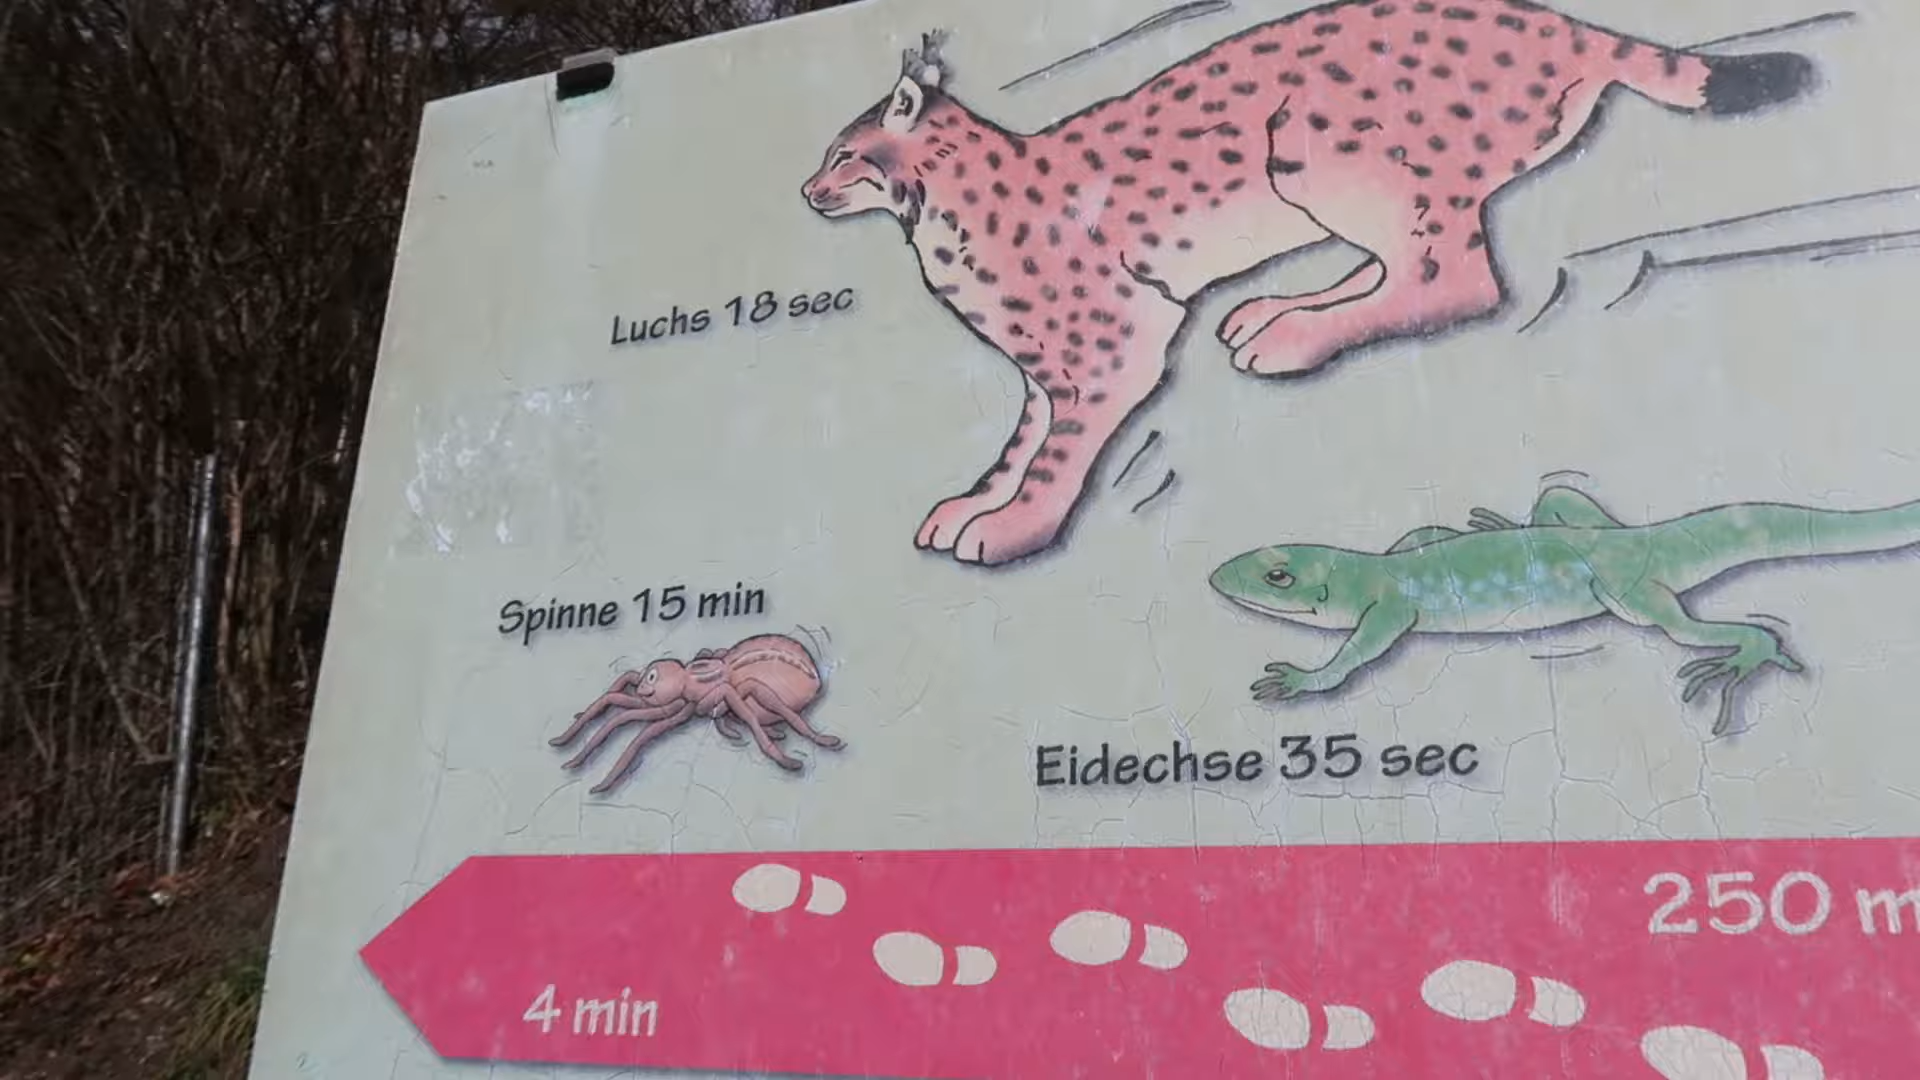 Luchs 18 sec
Spinne 15 min
Eidechse 35 sec
250 m
4 min